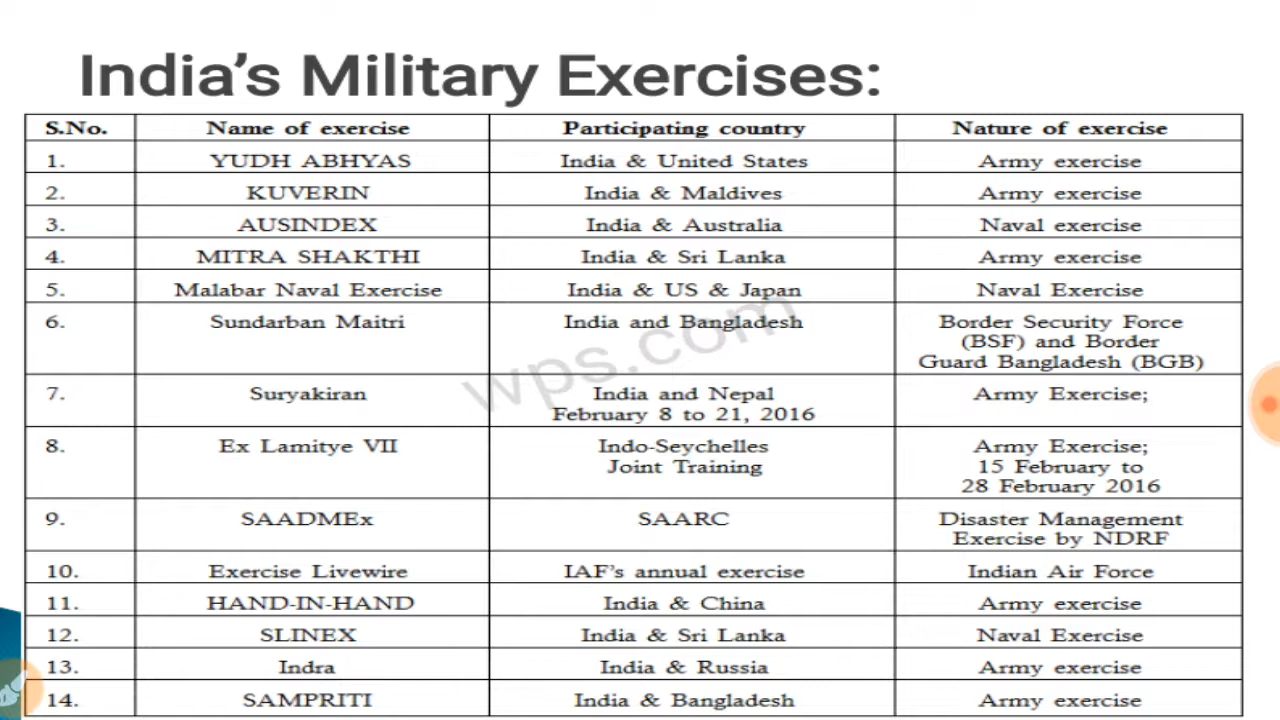 India's Military Exercises:
S.No. Name of exercise Participating country Nature of exercise
1. YUDH ABHYAS India & United States Army exercise
2. KUVERIN India & Maldives Army exercise
3. AUSINDEX India & Australia Naval exercise
4. MITRA SHAKTHI India & Sri Lanka Army exercise
5. Malabar Naval Exercise India & US & Japan Naval Exercise
6. Sundarban Maitri India and Bangladesh Border Security Force
(BSF) and Border
Guard Bangladesh (BGB)
7. Suryakiran India and Nepal Army Exercise;
February 8 to 21, 2016
8. Ex Lamitye VII Indo-Seychelles Army Exercise;
Joint Training 15 February to
28 February 2016
9. SAADMEx SAARC Disaster Management
Exercise by NDRF
10. Exercise Livewire IAF's annual exercise Indian Air Force
11. HAND-IN-HAND India & China Army exercise
12. SLINEX India & Sri Lanka Naval Exercise
13. Indra India & Russia Army exercise
14. SAMPRITI India & Bangladesh Army exercise
wps.com